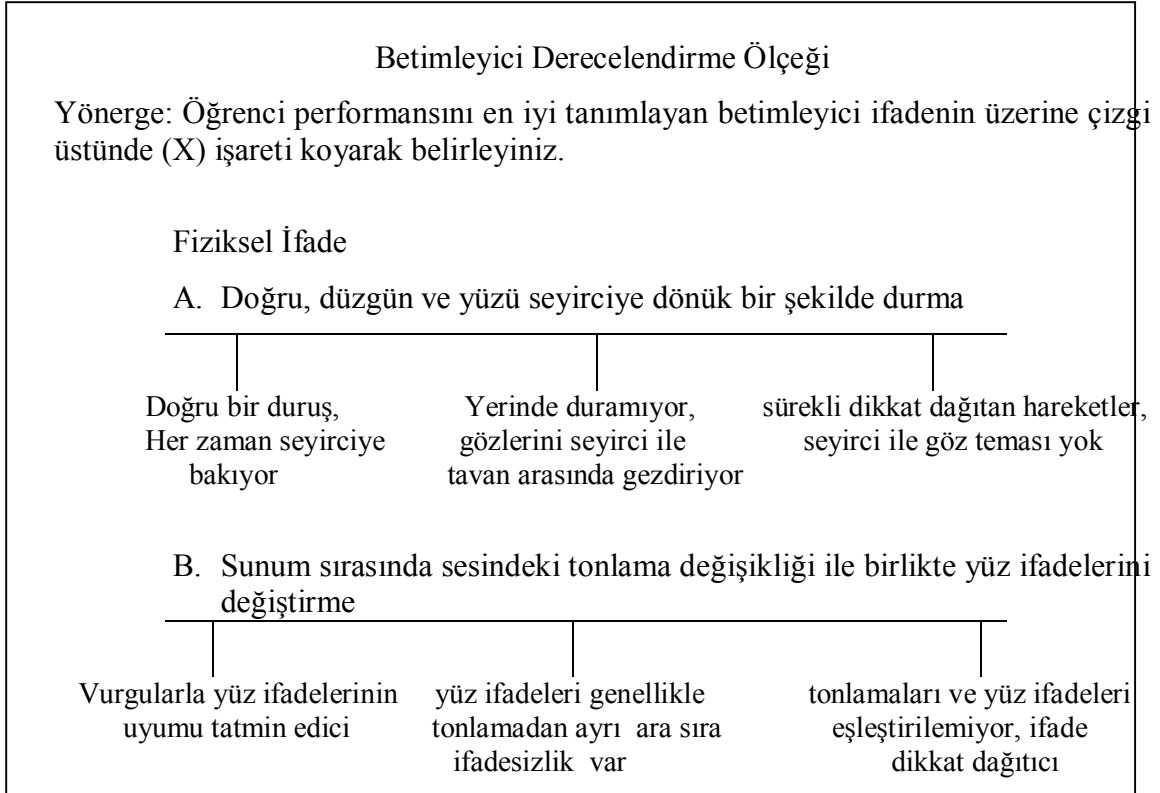 Betimleyici Derecelendirme Ölçeği
Yönerge: Öğrenci performansını en iyi tanımlayan betimleyici ifadenin üzerine çizgi
üstünde (X) işareti koyarak belirleyiniz.
Fiziksel İfade
A. Doğru, düzgün ve yüzü seyirciye dönük bir şekilde durma
Doğru bir duruş,
Her zaman seyirciye
bakıyor
Yerinde duramıyor,
gözlerini seyirci ile
tavan arasında gezdiriyor
sürekli dikkat dağıtan hareketler,
seyirci ile göz teması yok
B. Sunum sırasında sesindeki tonlama değişikliği ile birlikte yüz ifadelerini
değiştirme
Vurgularla yüz ifadelerinin
uyumu tatmin edici
yüz ifadeleri genellikle
tonlamadan ayrı ara sıra
ifadesizlik var
tonlamaları ve yüz ifadeleri
eşleştirilemiyor, ifade
dikkat dağıtıcı